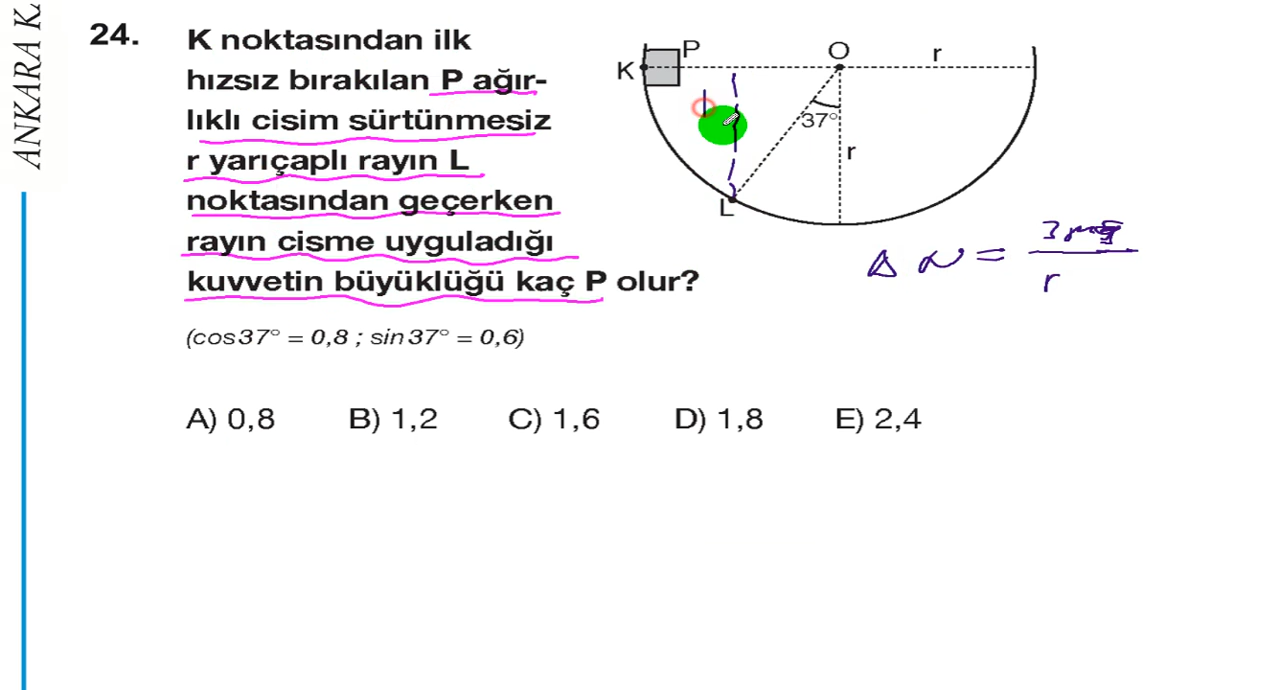 ANKARA K.
24.
K noktasından ilk
hızsız bırakılan P ağır-
lıklı cisim sürtünmesiz
r yarıçaplı rayın L
noktasından geçerken
rayın cisme uyguladığı
kuvvetin büyüklüğü kaç P olur?
(cos37° = 0,8 ; sin37° = 0,6)
K
P
O
r
37°
r
L
Δ N = 3mg
r
A) 0,8 B) 1,2 C) 1,6 D) 1,8 E) 2,4